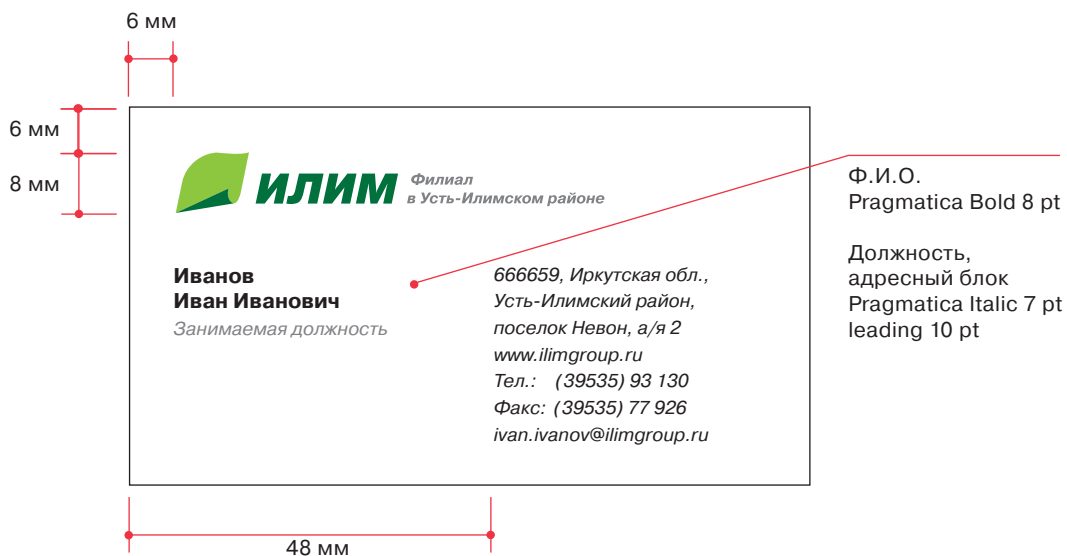 6 мм
6 мм
8 мм
ИЛИМ
Филиал
в Усть-Илимском районе
Иванов
Иван Иванович
Занимаемая должность
666659, Иркутская обл.,
Усть-Илимский район,
поселок Невон, а/я 2
www.ilimgroup.ru
Тел.: (39535) 93 130
Факс: (39535) 77 926
ivan.ivanov@ilimgroup.ru
Ф.И.О.
Pragmatica Bold 8 pt
Должность,
адресный блок
Pragmatica Italic 7 pt
leading 10 pt
48 мм